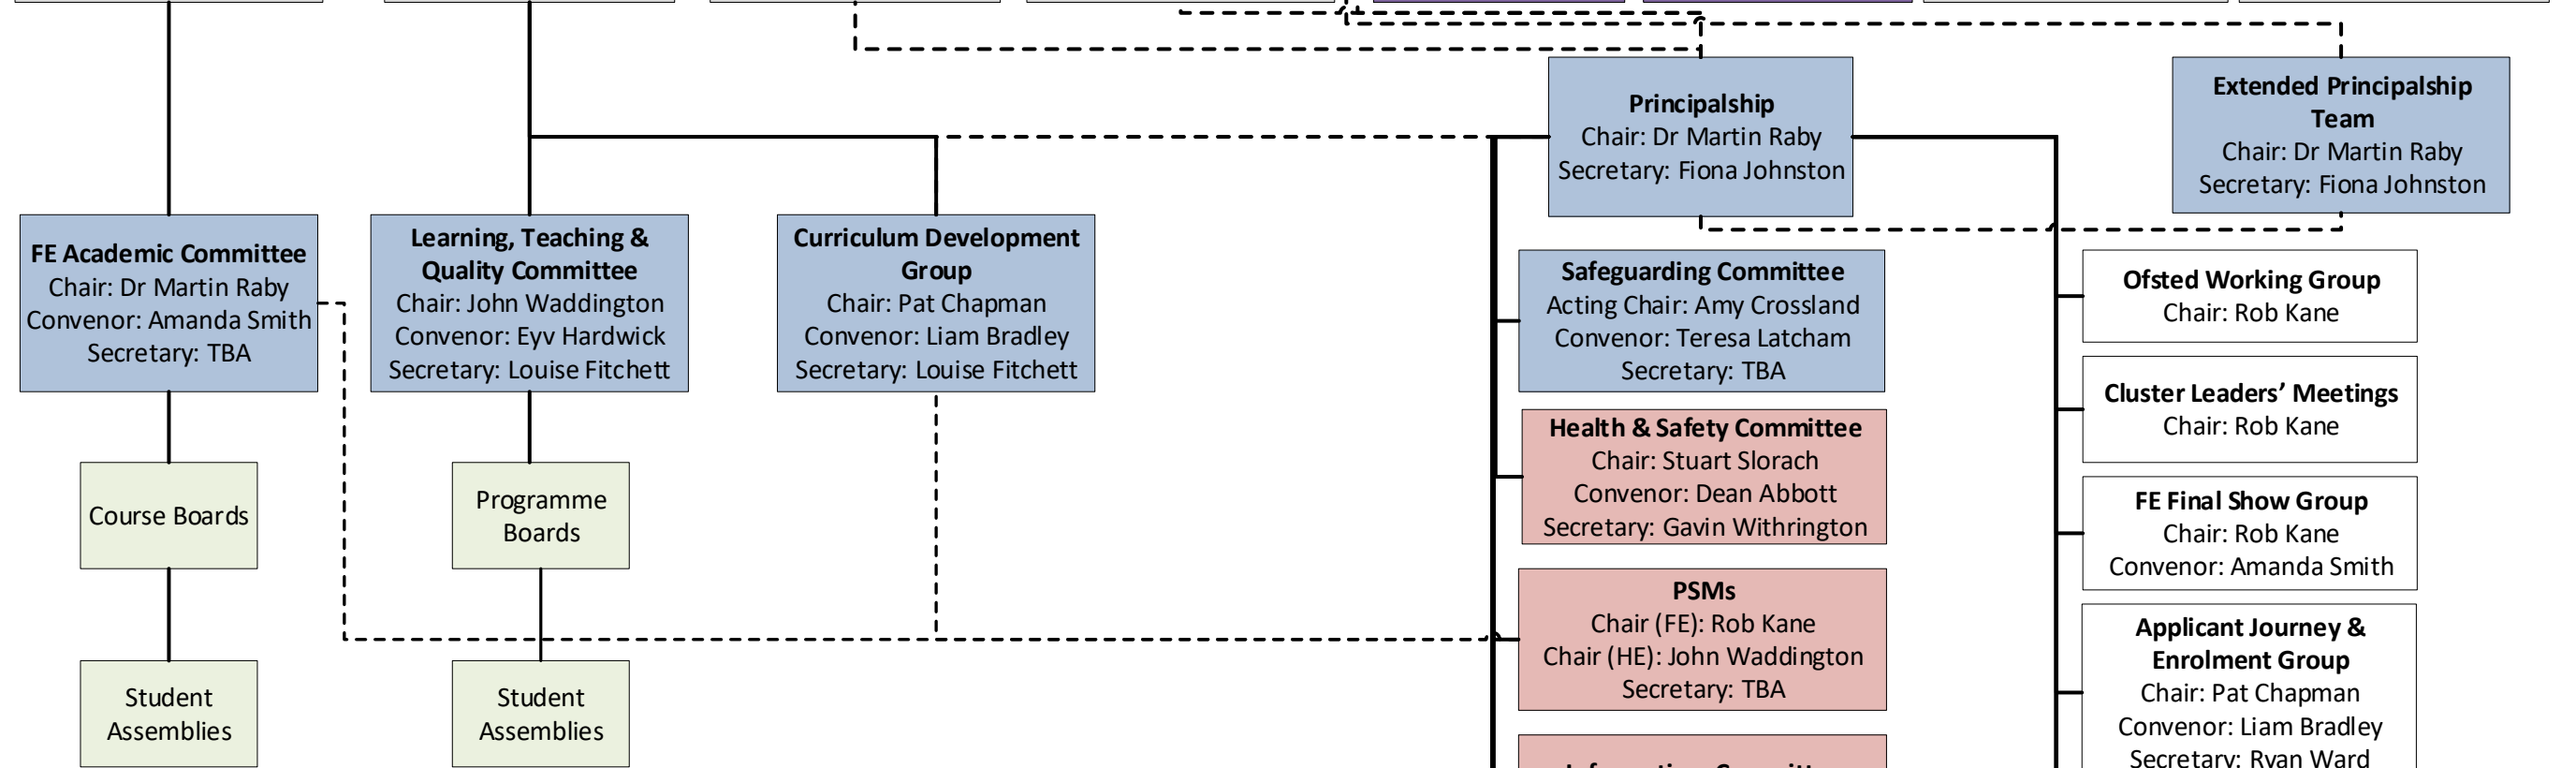 Principalship
Chair: Dr Martin Raby
Secretary: Fiona Johnston
Extended Principalship
Team
Chair: Dr Martin Raby
Secretary: Fiona Johnston
FE Academic Committee
Chair: Dr Martin Raby
Convenor: Amanda Smith
Secretary: TBA
Learning, Teaching &
Quality Committee
Chair: John Waddington
Convenor: Eyv Hardwick
Secretary: Louise Fitchett
Curriculum Development
Group
Chair: Pat Chapman
Convenor: Liam Bradley
Secretary: Louise Fitchett
Safeguarding Committee
Acting Chair: Amy Crossland
Convenor: Teresa Latcham
Secretary: TBA
Ofsted Working Group
Chair: Rob Kane
Cluster Leaders’ Meetings
Chair: Rob Kane
Health & Safety Committee
Chair: Stuart Slorach
Convenor: Dean Abbott
Secretary: Gavin Withrington
Course Boards
Programme
Boards
FE Final Show Group
Chair: Rob Kane
Convenor: Amanda Smith
PSMs
Chair (FE): Rob Kane
Chair (HE): John Waddington
Secretary: TBA
Applicant Journey &
Enrolment Group
Chair: Pat Chapman
Convenor: Liam Bradley
Secretary: Ryan Ward
Student
Assemblies
Student
Assemblies